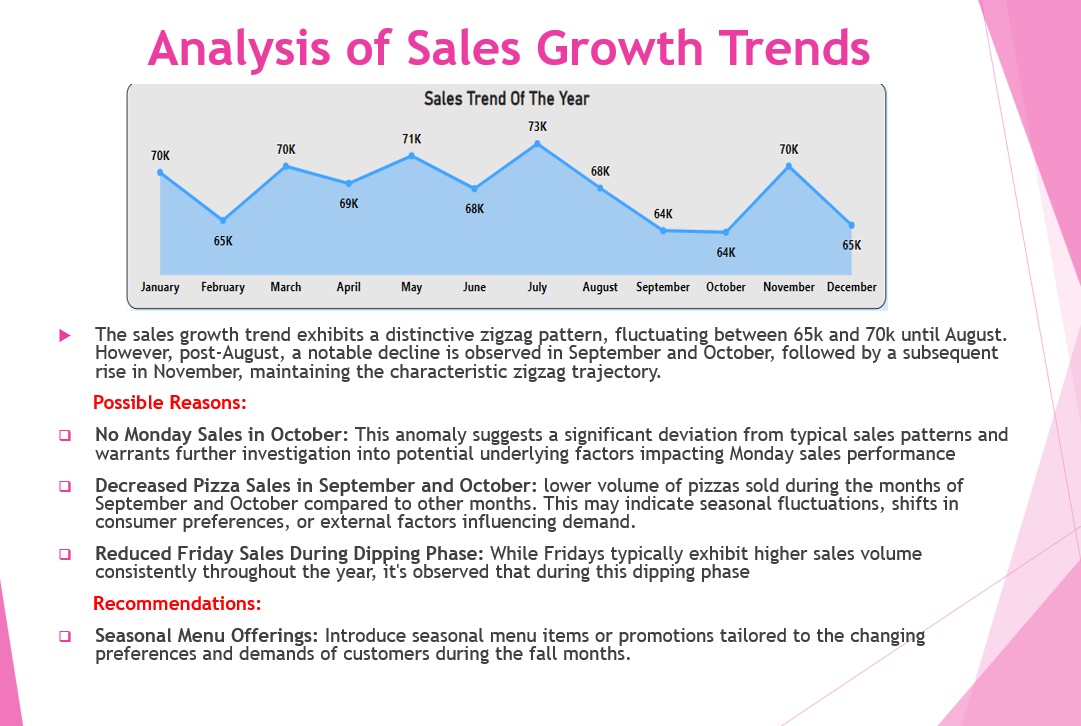 Analysis of Sales Growth Trends
Sales Trend Of The Year
70K
65K
70K
69K
71K
68K
73K
68K
64K
64K
70K
65K
January February March April May June July August September October November December
The sales growth trend exhibits a distinctive zigzag pattern, fluctuating between 65k and 70k until August.
However, post-August, a notable decline is observed in September and October, followed by a subsequent
rise in November, maintaining the characteristic zigzag trajectory.
Possible Reasons:
No Monday Sales in October: This anomaly suggests a significant deviation from typical sales patterns and
warrants further investigation into potential underlying factors impacting Monday sales performance
Decreased Pizza Sales in September and October: lower volume of pizzas sold during the months of
September and October compared to other months. This may indicate seasonal fluctuations, shifts in
consumer preferences, or external factors influencing demand.
Reduced Friday Sales During Dipping Phase: While Fridays typically exhibit higher sales volume
consistently throughout the year, it's observed that during this dipping phase
Recommendations:
Seasonal Menu Offerings: Introduce seasonal menu items or promotions tailored to the changing
preferences and demands of customers during the fall months.